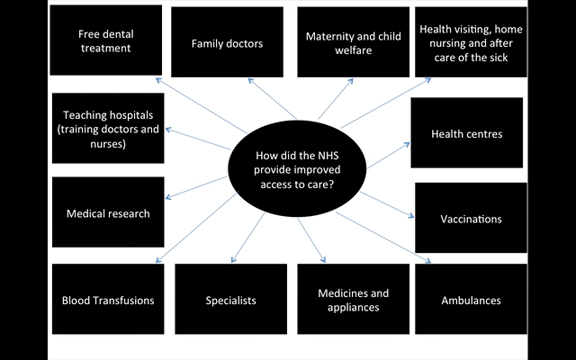 Free dental
treatment
Family doctors
Maternity and child
welfare
Health visiting, home
nursing and after
care of the sick
Teaching hospitals
(training doctors and
nurses)
How did the NHS
provide improved
access to care?
Health centres
Medical research
Vaccinations
Blood Transfusions
Specialists
Medicines and
appliances
Ambulances